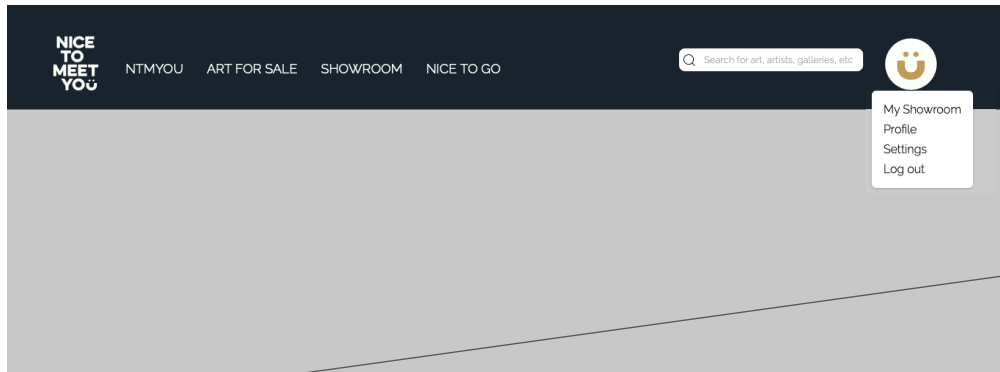 NICE
TO
MEET
YOÜ
NTMYOU ART FOR SALE SHOWROOM NICE TO GO
Search for art, artists, galleries, etc
My Showroom
Profile
Settings
Log out